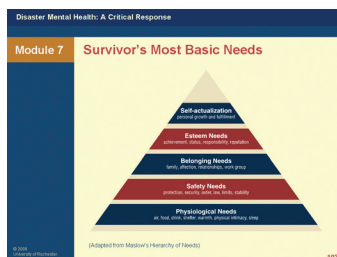 Disaster Mental Health: A Critical Response
Module 7
Survivor's Most Basic Needs
Self-actualization
personal growth and fulfillment
Esteem Needs
achievement, status, responsibility, reputation
Belonging Needs
family, affection, relationships, work group
Safety Needs
protection, security, order, law, limits, stability
Physiological Needs
air, food, drink, shelter, warmth, physical intimacy, sleep
(Adapted from Maslow's Hierarchy of Needs)
University of Rochester